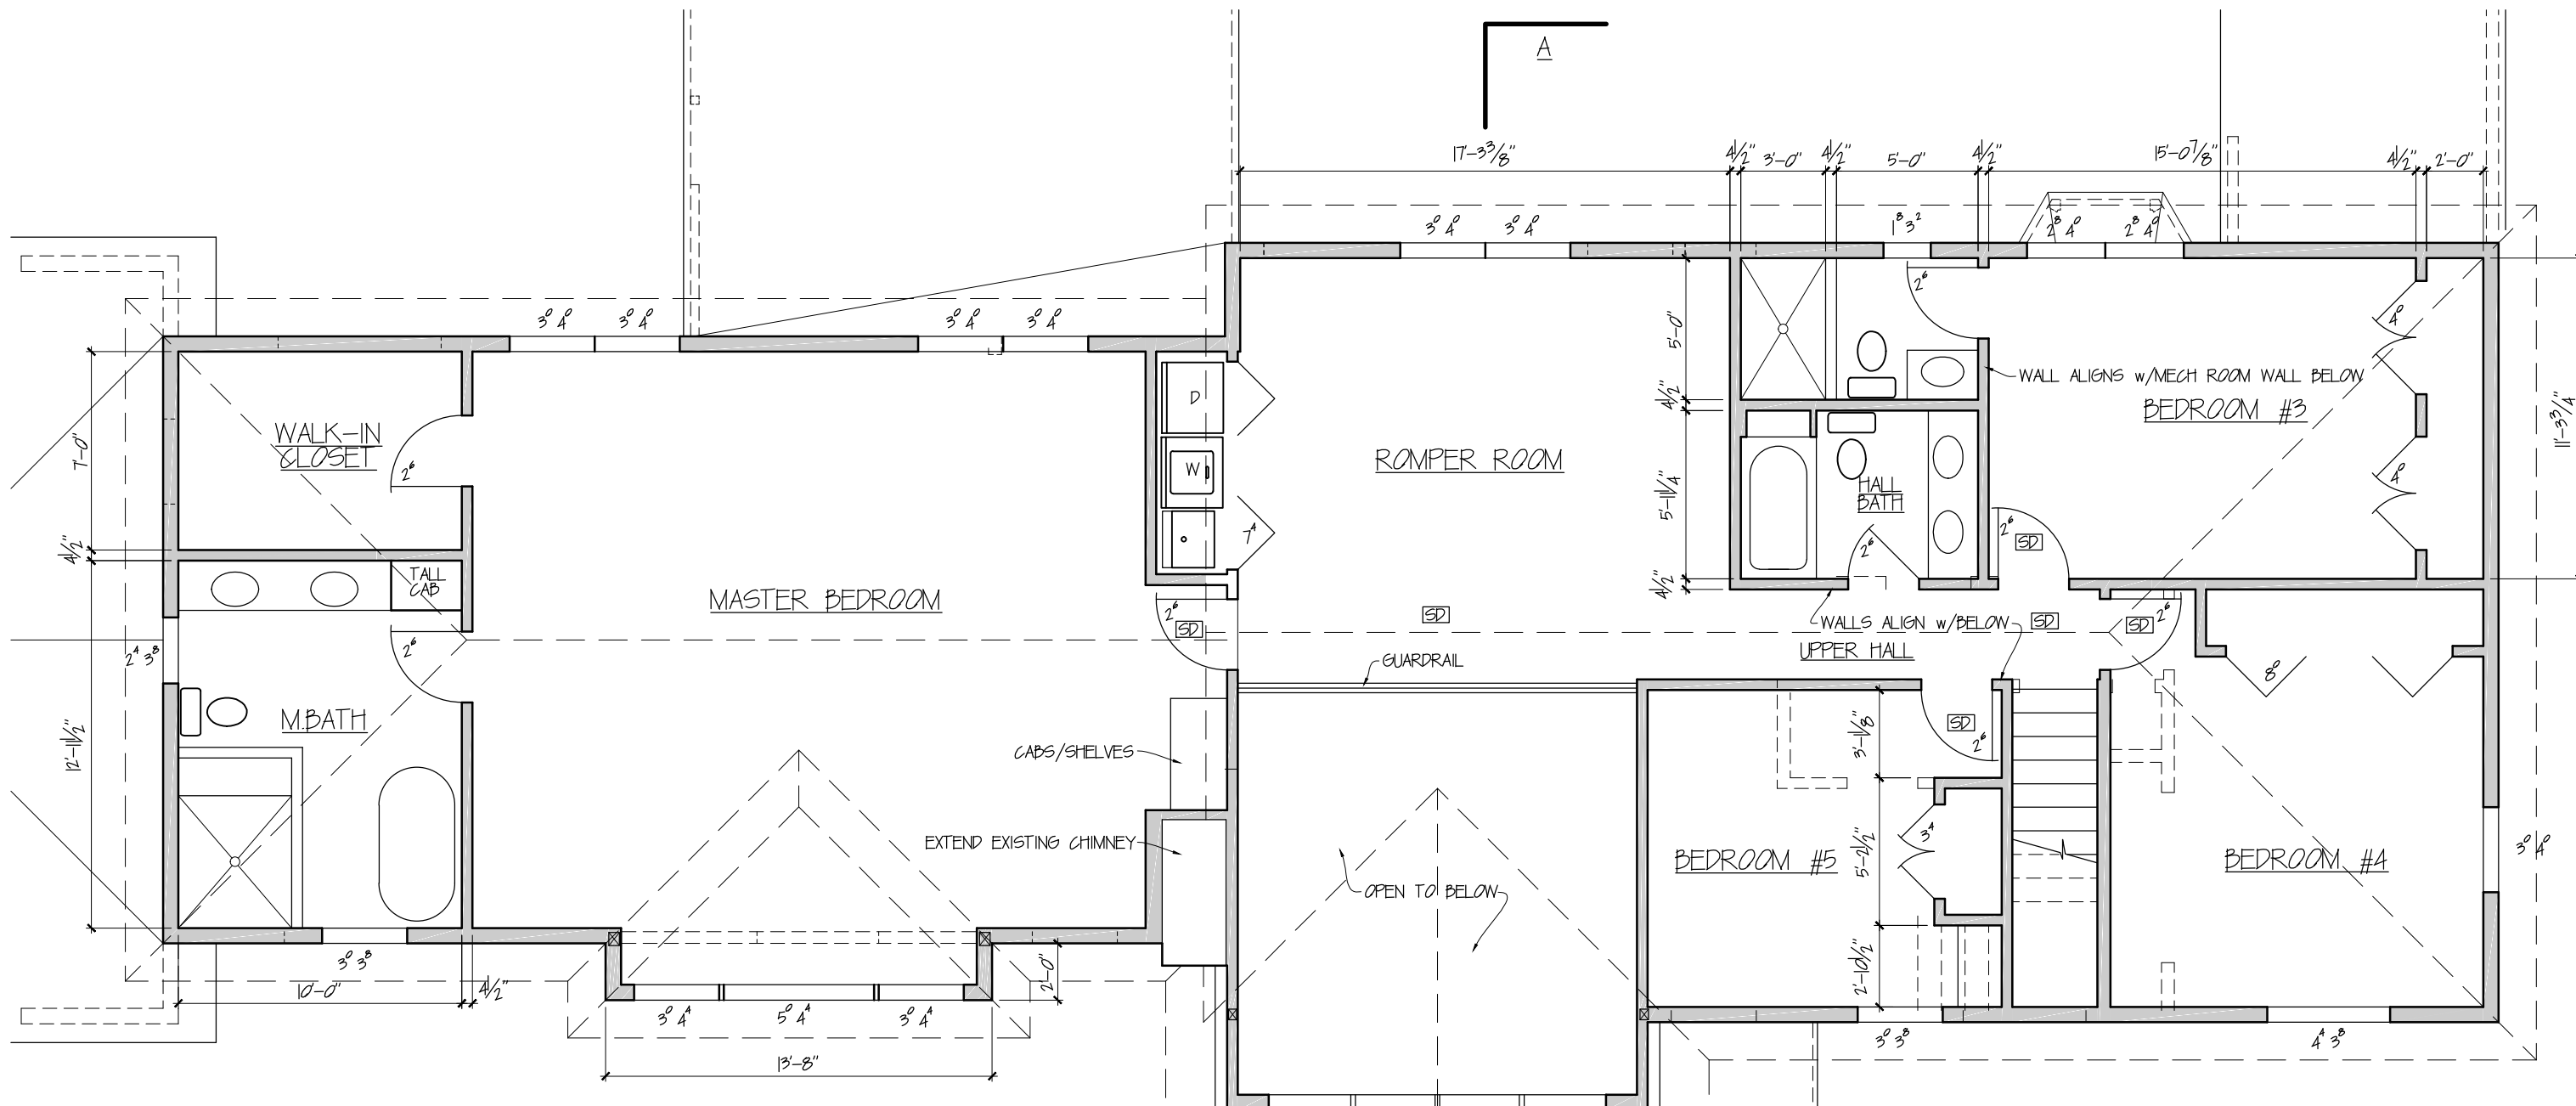 A
17'-3 3/8"
4 1/2"
3'-0"
4 1/2"
5'-0"
4 1/2"
15'-0 7/8"
4 1/2"
2'-0"
3⁰ 4⁰
3⁰ 4⁰
1⁸ 3²
2⁸ 4⁰
2⁸ 4⁰
3⁰ 4⁰
3⁰ 4⁰
3⁰ 4⁰
3⁰ 4⁰
2⁶
4⁰
5'-0"
WALL ALIGNS w/MECH ROOM WALL BELOW
BEDROOM #3
D
4 1/2"
WALK-IN
CLOSET
7'-0"
2⁶
ROMPER ROOM
W
11'-3 3/4"
4⁰
5'-11 1/4"
HALL
BATH
7⁴
2⁶
2⁶
SD
4 1/2"
TALL
CAB
4 1/2"
MASTER BEDROOM
2⁶
SD
SD
WALLS ALIGN w/BELOW
SD
2⁶
SD
2⁶
2⁴ 3⁸
UPPER HALL
GUARDRAIL
8⁰
M.BATH
12'-11 1/2"
SD
2⁶
3'-1 1/8"
CABS/SHELVES
EXTEND EXISTING CHIMNEY
3⁴
BEDROOM #5
5'-2 1/2"
BEDROOM #4
3⁰ 4⁰
OPEN TO BELOW
3⁰ 3⁸
10'-0"
4 1/2"
2'-0"
2'-10 1/2"
3⁰ 4⁴
5⁰ 4⁴
3⁰ 4⁴
3⁰ 3⁸
4⁴ 3⁸
13'-8"